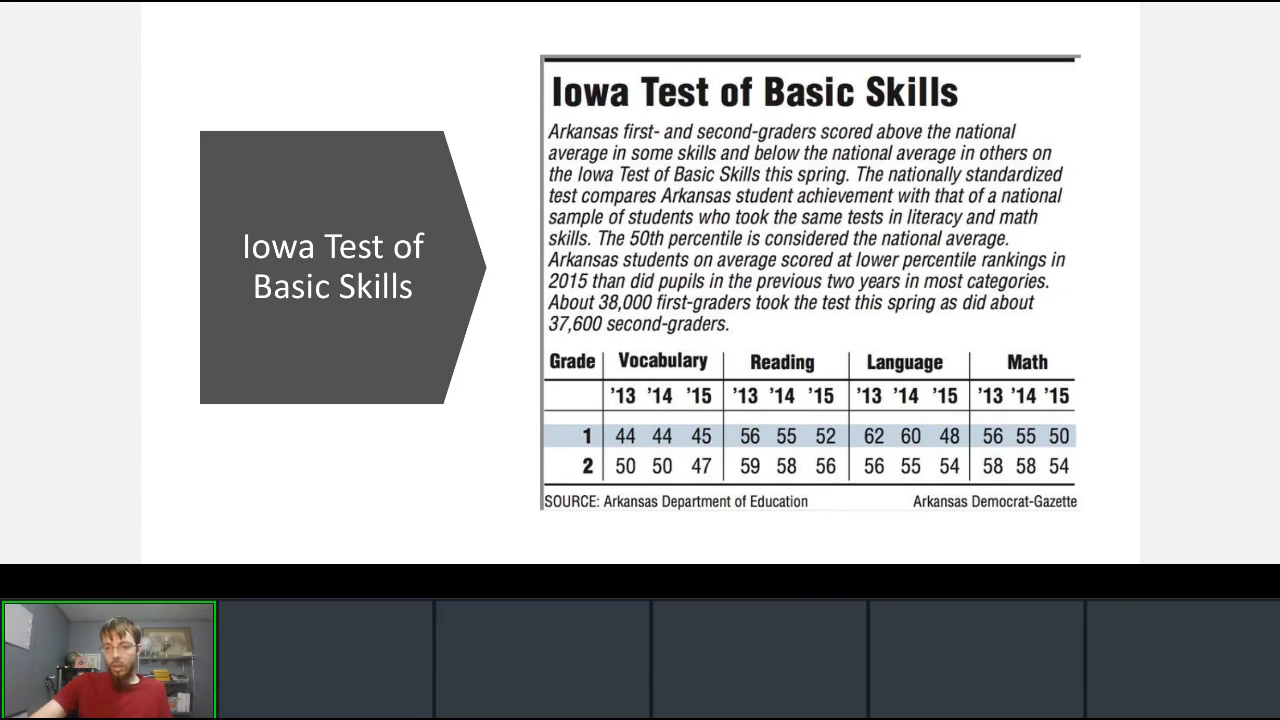 Iowa Test of
Basic Skills
Iowa Test of Basic Skills
Arkansas first- and second-graders scored above the national
average in some skills and below the national average in others on
the Iowa Test of Basic Skills this spring. The nationally standardized
test compares Arkansas student achievement with that of a national
sample of students who took the same tests in literacy and math
skills. The 50th percentile is considered the national average.
Arkansas students on average scored at lower percentile rankings in
2015 than did pupils in the previous two years in most categories.
About 38,000 first-graders took the test this spring as did about
37,600 second-graders.
Grade Vocabulary Reading Language Math
’13 ’14 ’15 ’13 ’14 ’15 ’13 ’14 ’15 ’13 ’14 ’15
1 44 44 45 56 55 52 62 60 48 56 55 50
2 50 50 47 59 58 56 56 55 54 58 58 54
SOURCE: Arkansas Department of Education Arkansas Democrat-Gazette